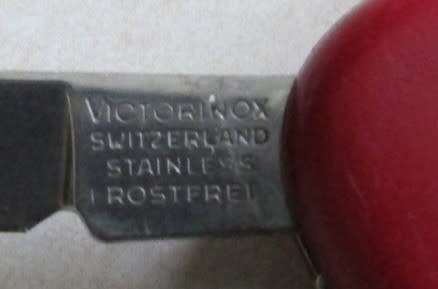 VICTORINOX
SWITZERLAND
STAINLESS
ROSTFREI